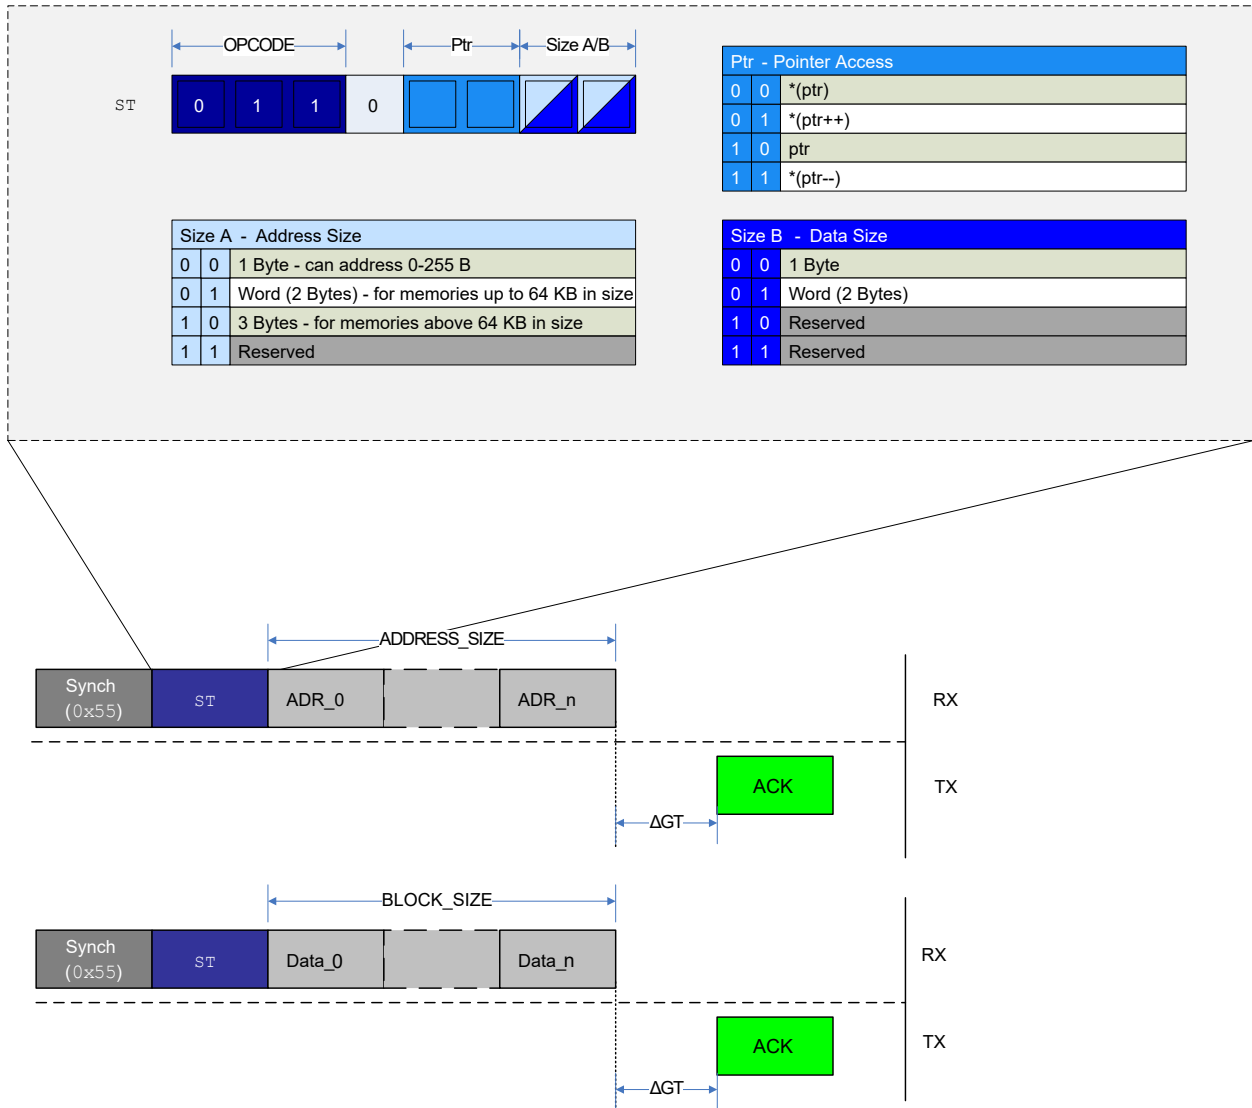 OPCODE Ptr Size A/B
ST 0 1 1 0
Ptr - Pointer Access
0 0 *(ptr)
0 1 *(ptr++)
1 0 ptr
1 1 *(ptr--)
Size A - Address Size
0 0 1 Byte - can address 0-255 B
0 1 Word (2 Bytes) - for memories up to 64 KB in size
1 0 3 Bytes - for memories above 64 KB in size
1 1 Reserved
Size B - Data Size
0 0 1 Byte
0 1 Word (2 Bytes)
1 0 Reserved
1 1 Reserved
ADDRESS_SIZE
Synch
(0x55)
ST ADR_0 ADR_n RX
ACK TX
ΔGT
BLOCK_SIZE
Synch
(0x55)
ST Data_0 Data_n RX
ACK TX
ΔGT